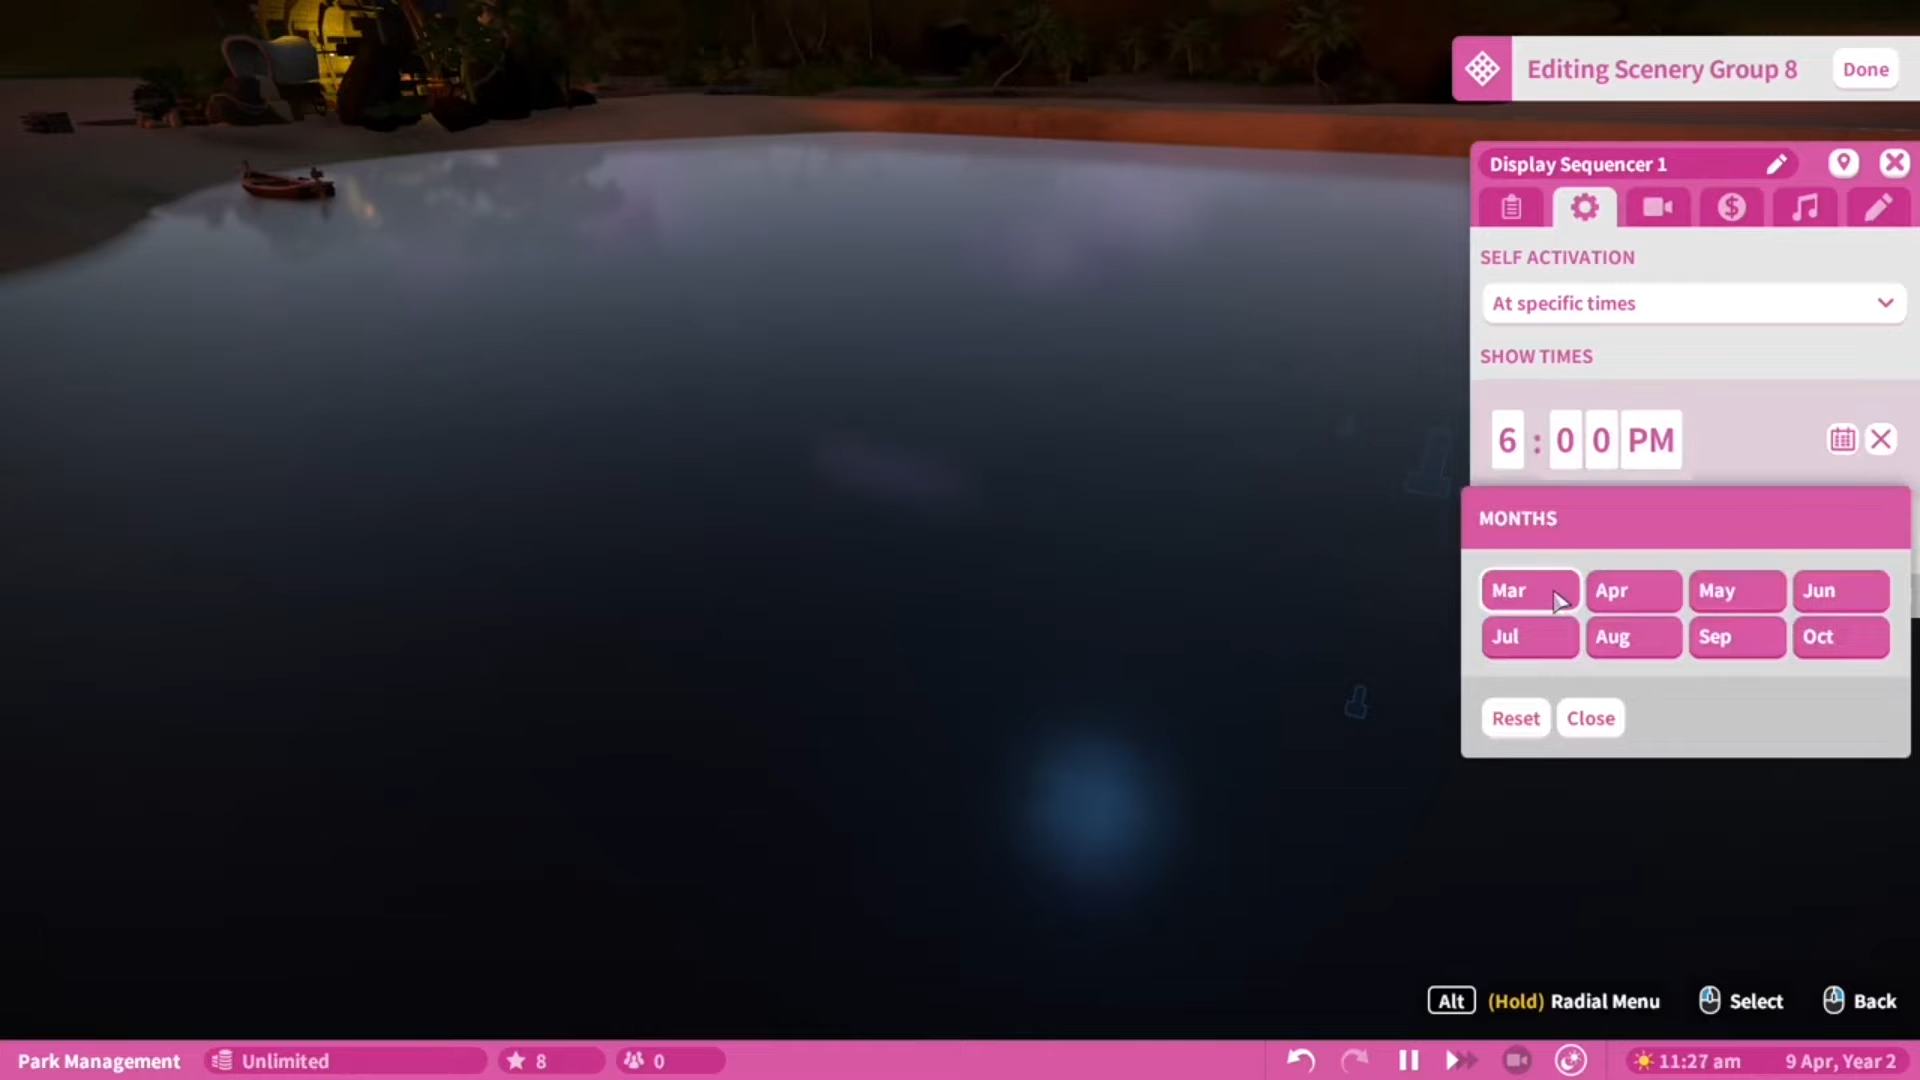 Editing Scenery Group 8 Done
Display Sequencer 1
SELF ACTIVATION
At specific times
SHOW TIMES
6 : 0 0 PM
MONTHS
Mar Apr May Jun
Jul Aug Sep Oct
Reset Close
Alt (Hold) Radial Menu Select Back
Park Management Unlimited 8 0 11:27 am 9 Apr, Year 2